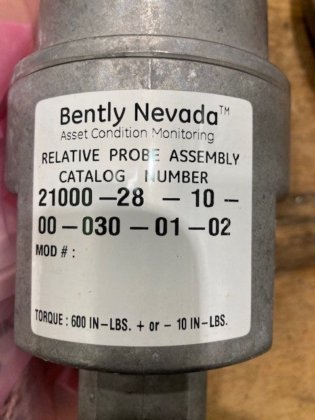 Bently Nevada™
Asset Condition Monitoring
RELATIVE PROBE ASSEMBLY
CATALOG NUMBER
21000-28 - 10 -
00-030-01-02
MOD # :
TORQUE : 600 IN-LBS. + or - 10 IN-LBS.